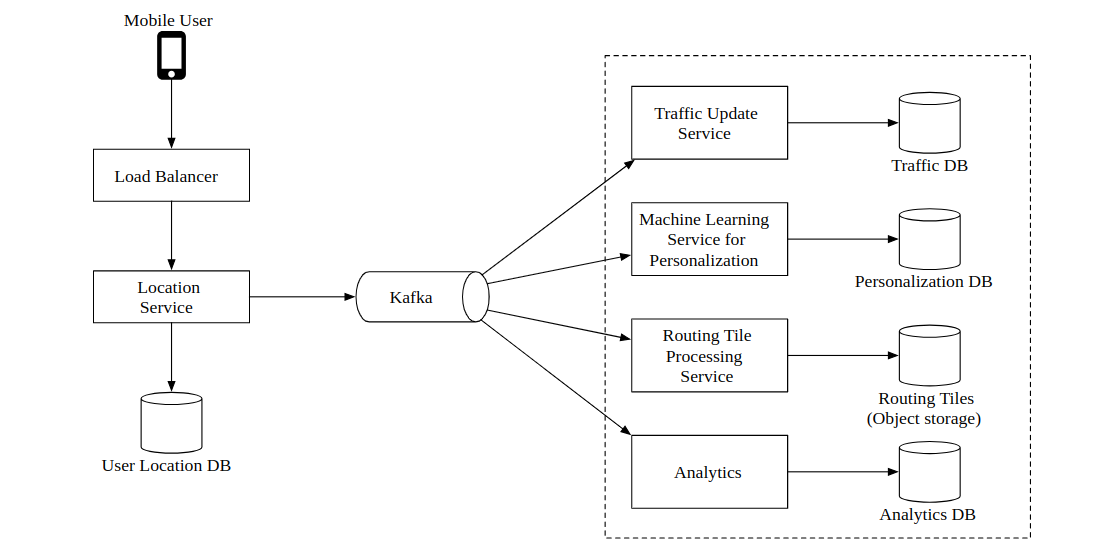 Mobile User
Load Balancer
Location
Service
User Location DB
Kafka
Traffic Update
Service
Traffic DB
Machine Learning
Service for
Personalization
Personalization DB
Routing Tile
Processing
Service
Routing Tiles
(Object storage)
Analytics
Analytics DB